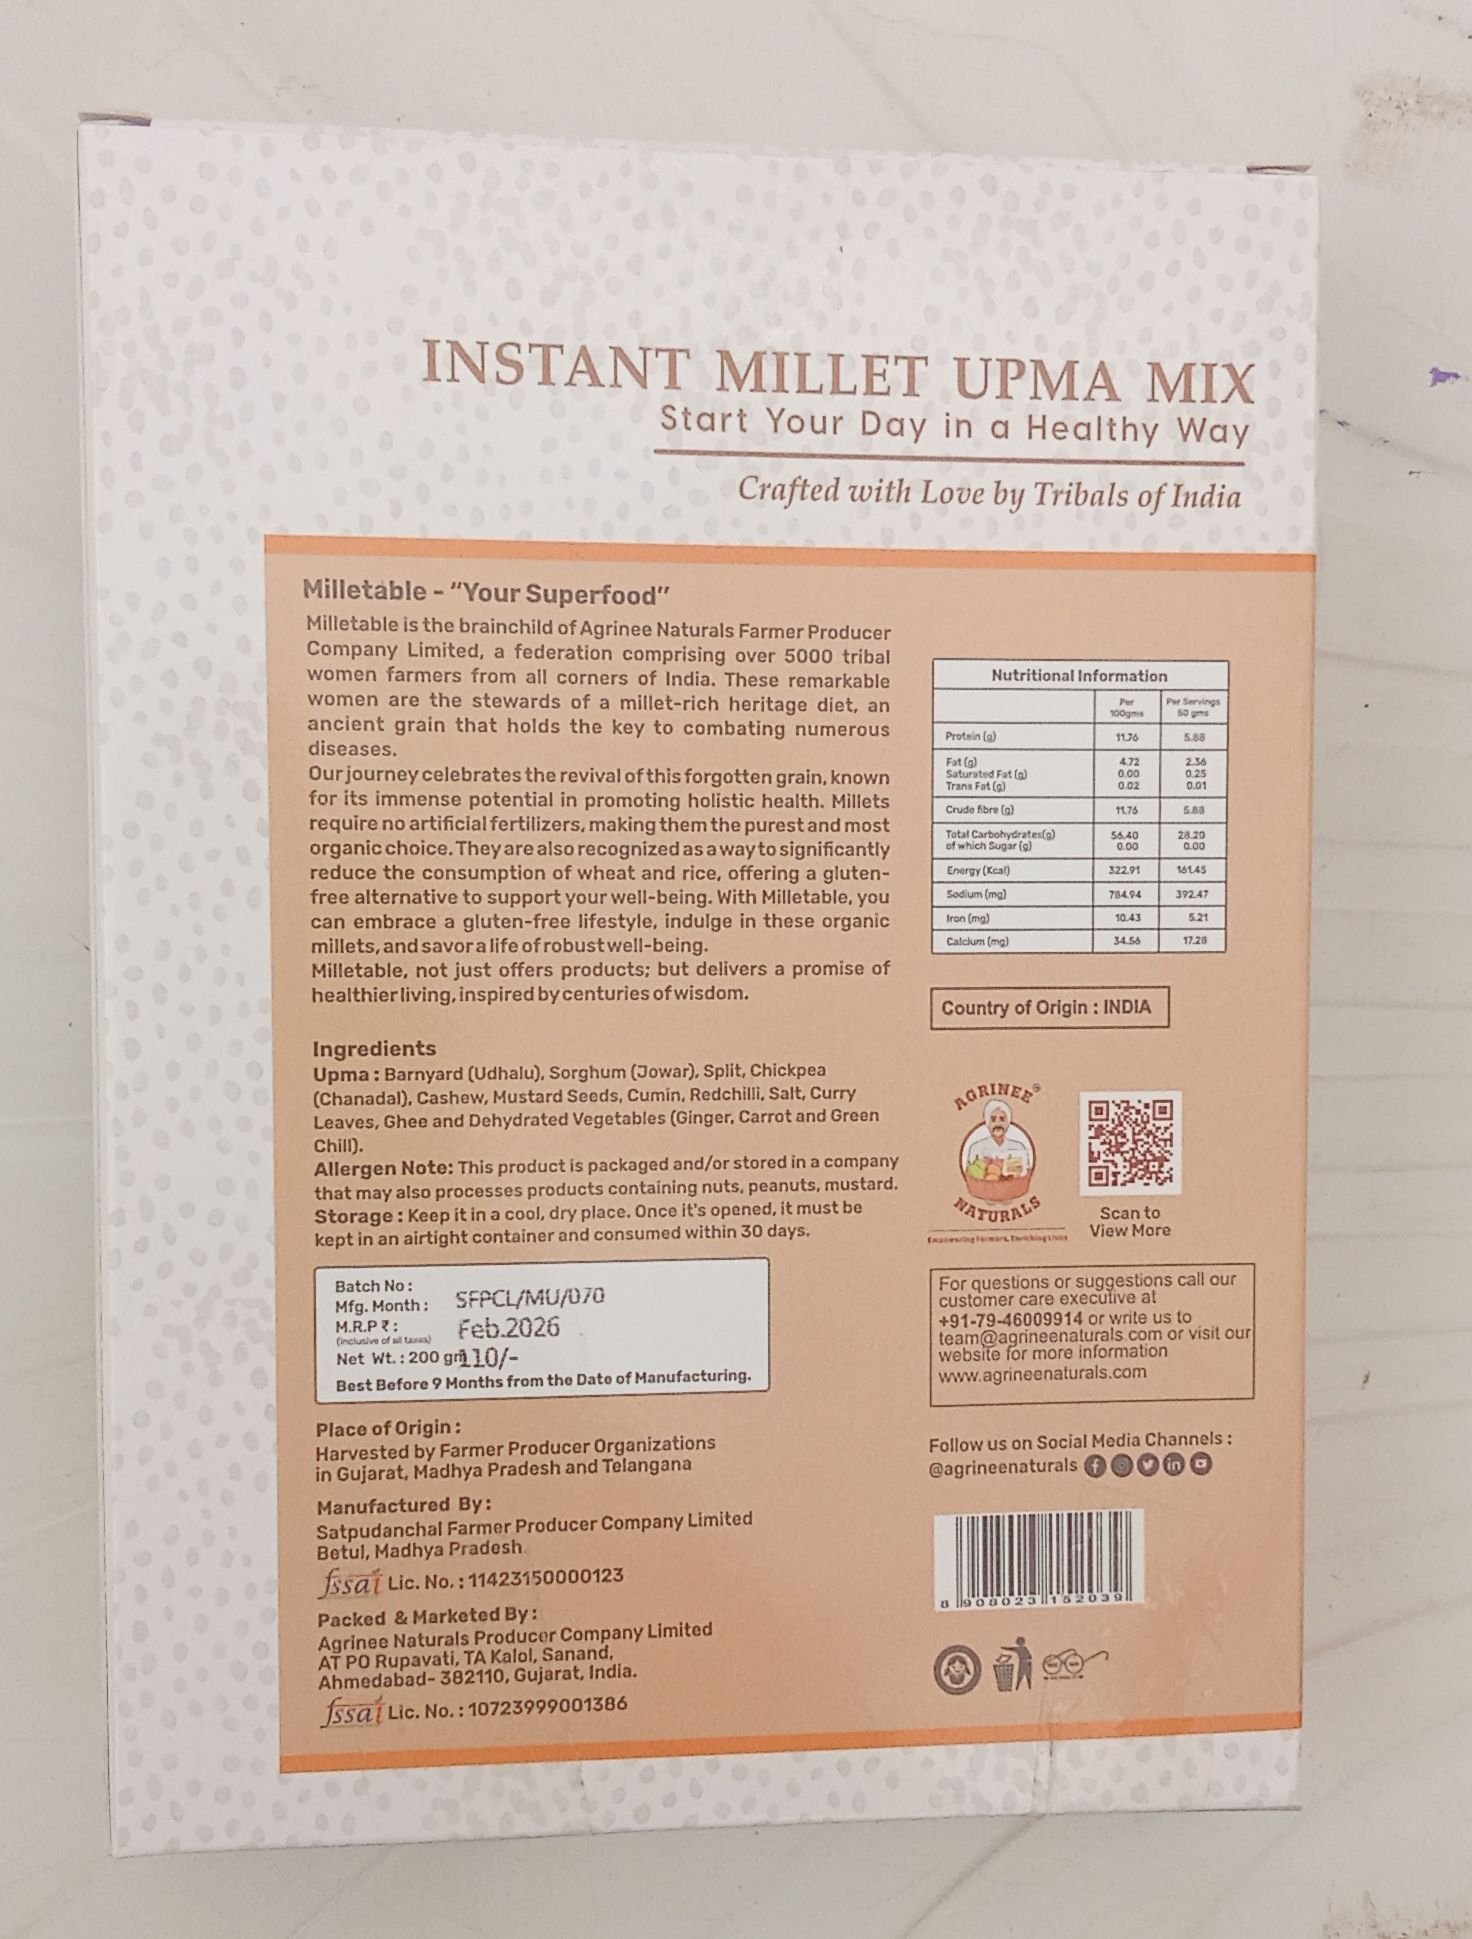 INSTANT MILLET UPMA MIX
Start Your Day in a Healthy Way
Crafted with Love by Tribals of India
Milletable - "Your Superfood"
Milletable is the brainchild of Agrinee Naturals Farmer Producer
Company Limited, a federation comprising over 5000 tribal
women farmers from all corners of India. These remarkable
women are the stewards of a millet-rich heritage diet, an
ancient grain that holds the key to combating numerous
diseases.
Our journey celebrates the revival of this forgotten grain, known
for its immense potential in promoting holistic health. Millets
require no artificial fertilizers, making them the purest and most
organic choice. They are also recognized as a way to significantly
reduce the consumption of wheat and rice, offering a gluten-
free alternative to support your well-being. With Milletable, you
can embrace a gluten-free lifestyle, indulge in these organic
millets, and savor a life of robust well-being.
Milletable, not just offers products; but delivers a promise of
healthier living, inspired by centuries of wisdom.
Ingredients
Upma : Barnyard (Udhalu), Sorghum (Jowar), Split, Chickpea
(Chanadal), Cashew, Mustard Seeds, Cumin, Redchilli, Salt, Curry
Leaves, Ghee and Dehydrated Vegetables (Ginger, Carrot and Green
Chill).
Allergen Note: This product is packaged and/or stored in a company
that may also processes products containing nuts, peanuts, mustard.
Storage : Keep it in a cool, dry place. Once it's opened, it must be
kept in an airtight container and consumed within 30 days.
Batch No :
Mfg. Month : SFPCL/MU/070
M.R.P ₹ : Feb.2026
(Inclusive of all taxes)
Net Wt. : 200 gm 110/-
Best Before 9 Months from the Date of Manufacturing.
Place of Origin :
Harvested by Farmer Producer Organizations
in Gujarat, Madhya Pradesh and Telangana
Manufactured By :
Satpudanchal Farmer Producer Company Limited
Betul, Madhya Pradesh
fssai Lic. No. : 11423150000123
Packed & Marketed By :
Agrinee Naturals Producer Company Limited
AT PO Rupavati, TA Kalol, Sanand,
Ahmedabad- 382110, Gujarat, India.
fssai Lic. No. : 10723999001386
Nutritional Information
Per 100gms Per Servings 50 gms
Protein (g) 11.76 5.88
Fat (g) 4.72 2.36
Saturated Fat (g) 0.00 0.25
Trans Fat (g) 0.02 0.01
Crude fibre (g) 11.76 5.88
Total Carbohydrates(g) 56.40 28.20
of which Sugar (g) 0.00 0.00
Energy (Kcal) 322.91 161.45
Sodium (mg) 784.94 392.47
Iron (mg) 10.43 5.21
Calcium (mg) 34.56 17.28
Country of Origin : INDIA
AGRINEE®
NATURALS
Empowering Farmers, Enriching Lives
Scan to
View More
For questions or suggestions call our
customer care executive at
+91-79-46009914 or write us to
team@agrineenaturals.com or visit our
website for more information
www.agrineenaturals.com
Follow us on Social Media Channels :
@agrineenaturals
8 908023 152039